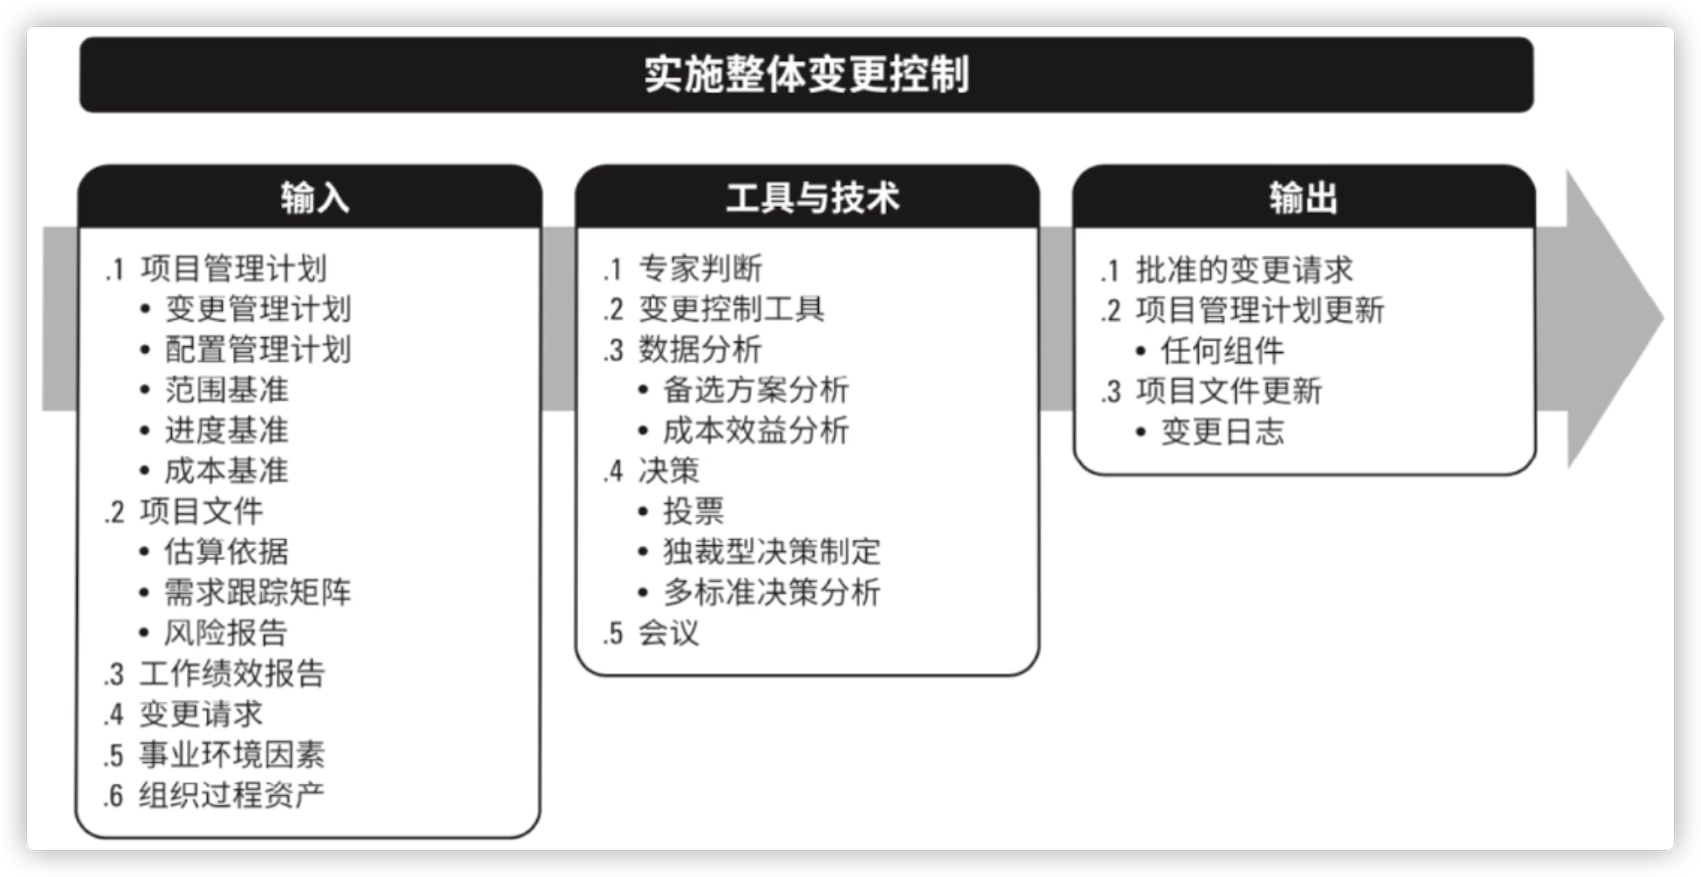 实施整体变更控制
输入
.1 项目管理计划
• 变更管理计划
• 配置管理计划
• 范围基准
• 进度基准
• 成本基准
.2 项目文件
• 估算依据
• 需求跟踪矩阵
• 风险报告
.3 工作绩效报告
.4 变更请求
.5 事业环境因素
.6 组织过程资产
工具与技术
.1 专家判断
.2 变更控制工具
.3 数据分析
• 备选方案分析
• 成本效益分析
.4 决策
• 投票
• 独裁型决策制定
• 多标准决策分析
.5 会议
输出
.1 批准的变更请求
.2 项目管理计划更新
• 任何组件
.3 项目文件更新
• 变更日志